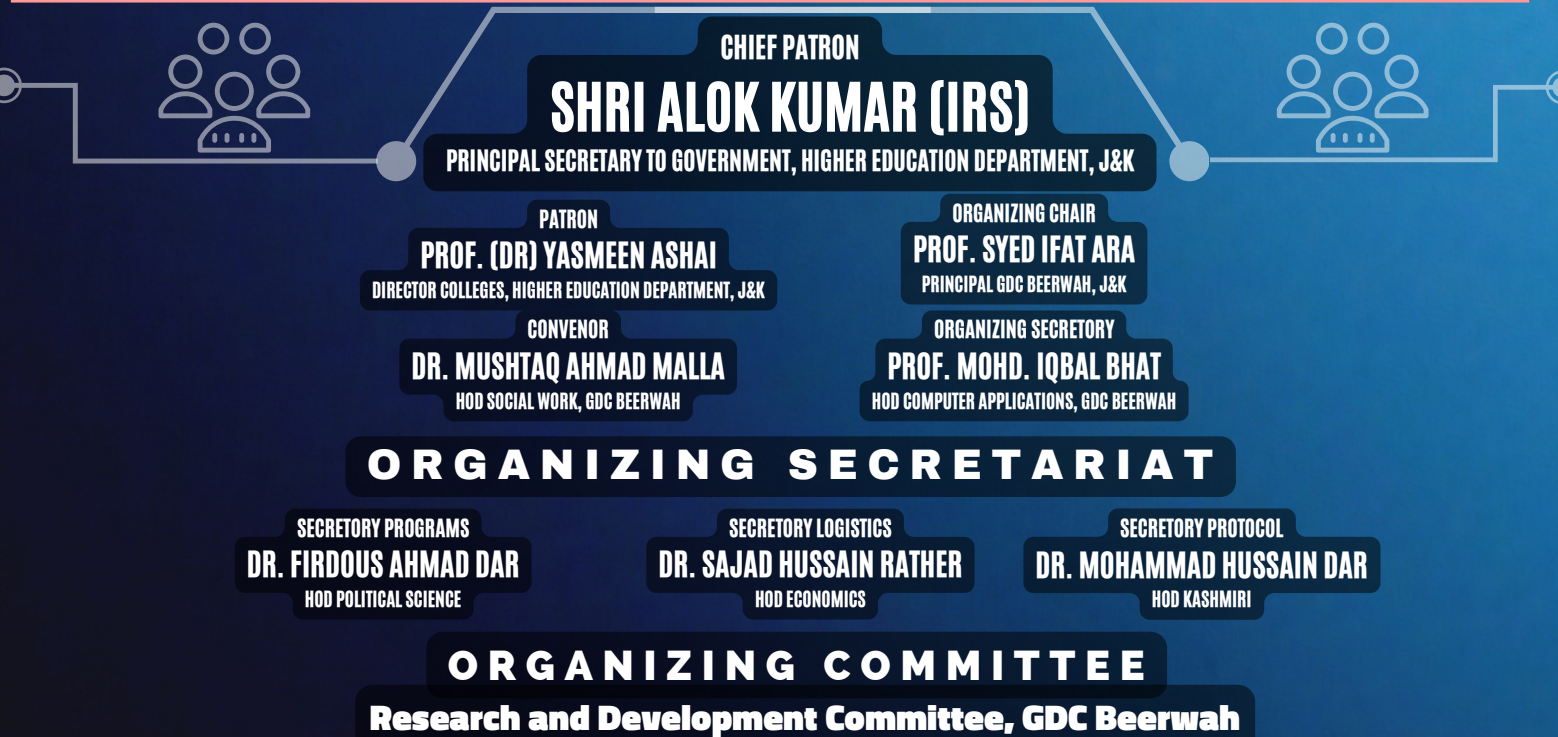 CHIEF PATRON
SHRI ALOK KUMAR (IRS)
PRINCIPAL SECRETARY TO GOVERNMENT, HIGHER EDUCATION DEPARTMENT, J&K
PATRON
PROF. (DR) YASMEEN ASHAI
DIRECTOR COLLEGES, HIGHER EDUCATION DEPARTMENT, J&K
ORGANIZING CHAIR
PROF. SYED IFAT ARA
PRINCIPAL GDC BEERWAH, J&K
CONVENOR
DR. MUSHTAQ AHMAD MALLA
HOD SOCIAL WORK, GDC BEERWAH
ORGANIZING SECRETORY
PROF. MOHD. IQBAL BHAT
HOD COMPUTER APPLICATIONS, GDC BEERWAH
ORGANIZING SECRETARIAT
SECRETORY PROGRAMS
DR. FIRDOUS AHMAD DAR
HOD POLITICAL SCIENCE
SECRETORY LOGISTICS
DR. SAJAD HUSSAIN RATHER
HOD ECONOMICS
SECRETORY PROTOCOL
DR. MOHAMMAD HUSSAIN DAR
HOD KASHMIRI
ORGANIZING COMMITTEE
Research and Development Committee, GDC Beerwah